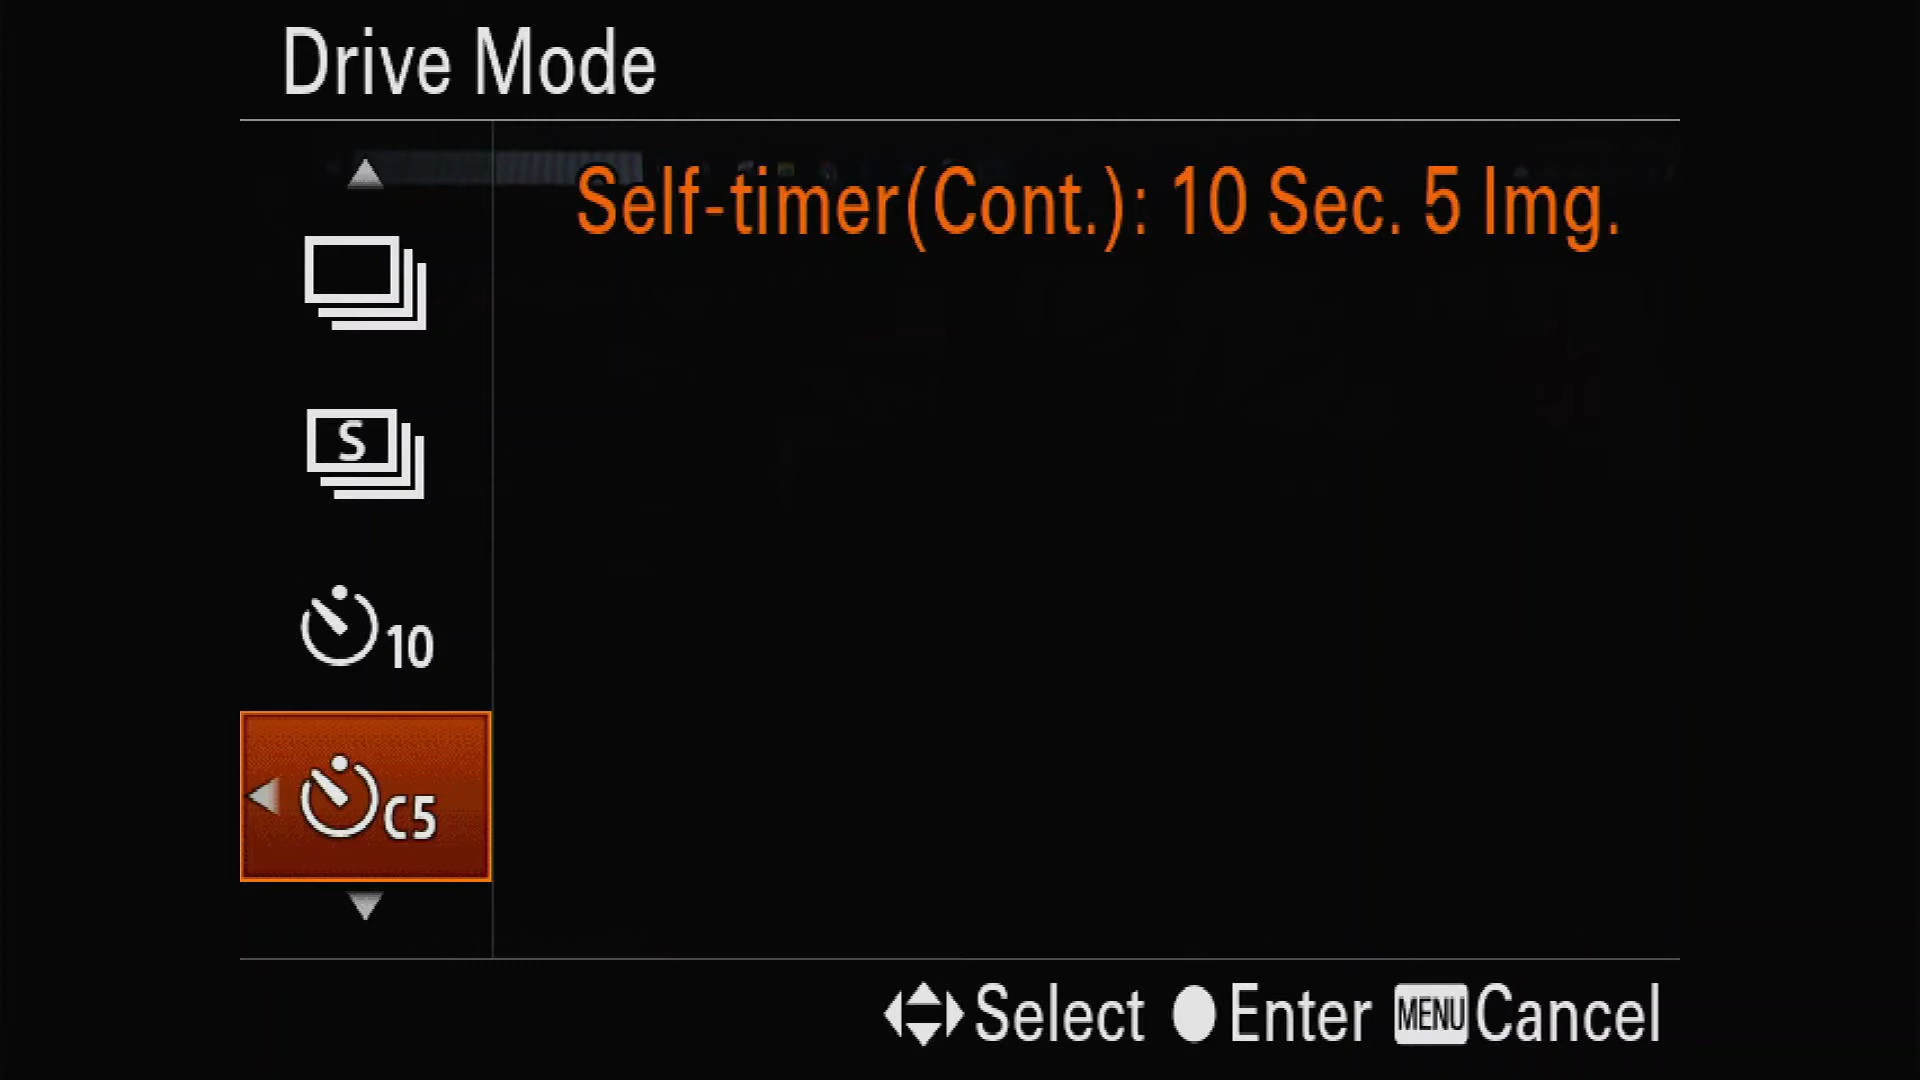 Drive Mode
Self-timer(Cont.): 10 Sec. 5 Img.
S
10
C5
Select Enter MENU Cancel